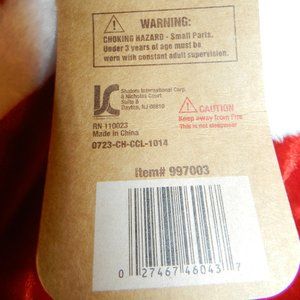 WARNING:
CHOKING HAZARD - Small Parts.
Under 3 years of age must be
worn with constant adult supervision.
Shalom International Corp.
8 Nicholas Court
Suite B
Dayton, NJ 08810
RN 110023
Made in China
0723-CH-CCL-1014
CAUTION
Keep away from Fire
This is not sleepwear
Item# 997003
0 27467 46043 7